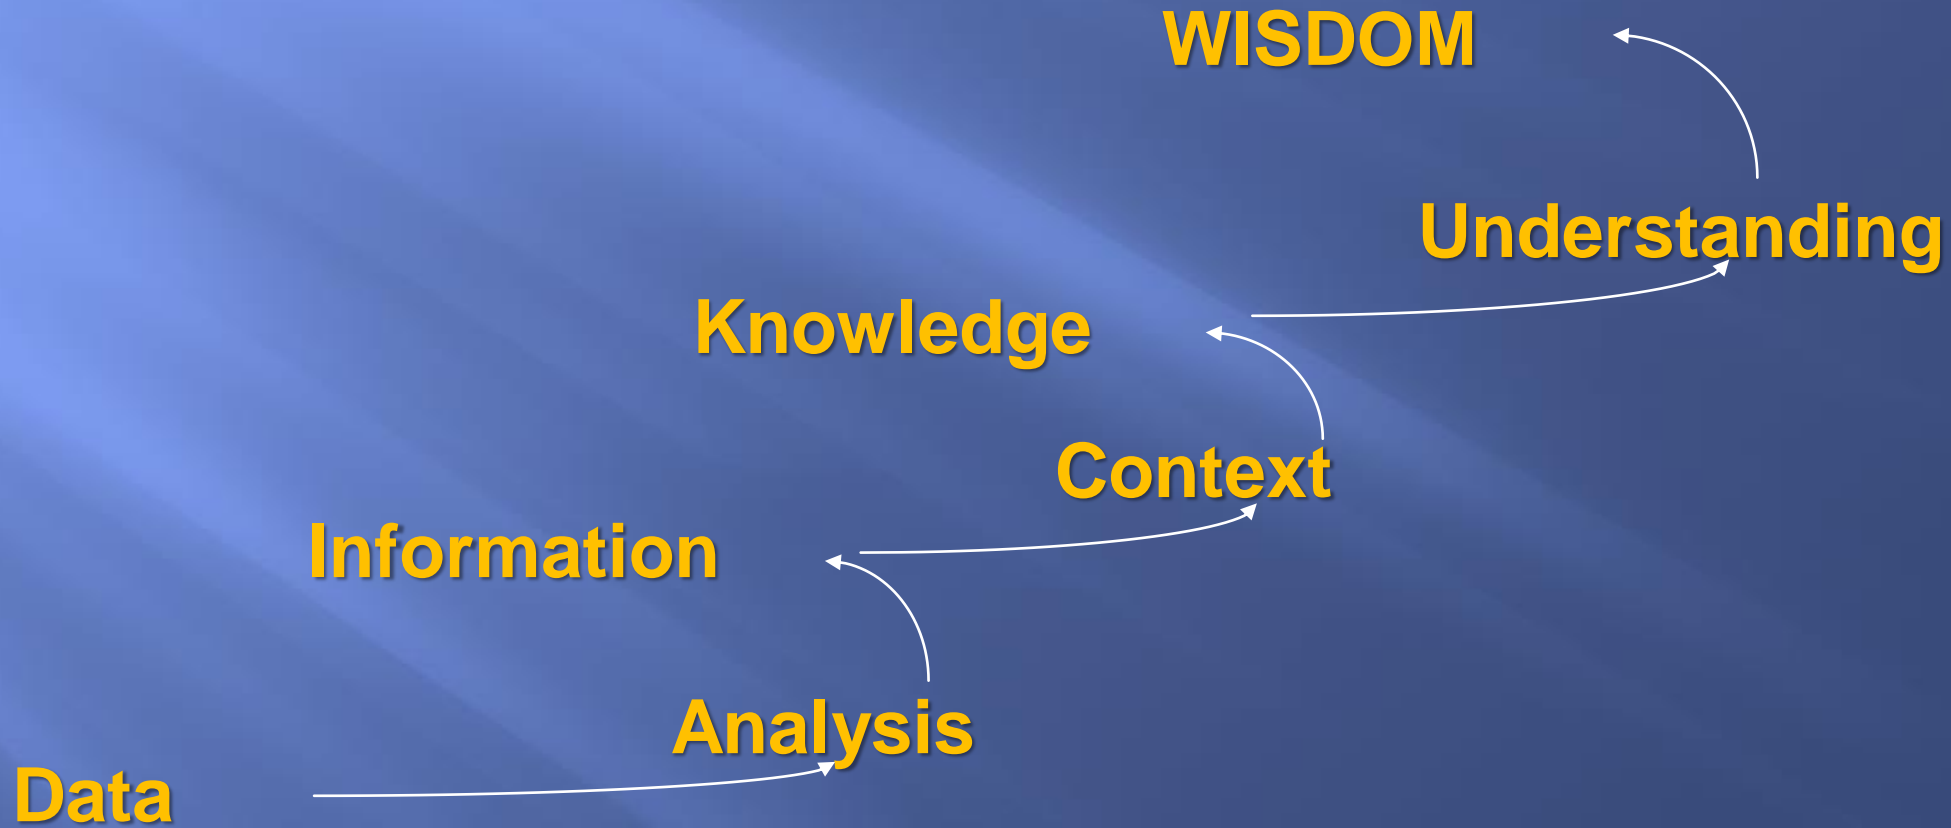 WISDOM
Understanding
Knowledge
Context
Information
Analysis
Data